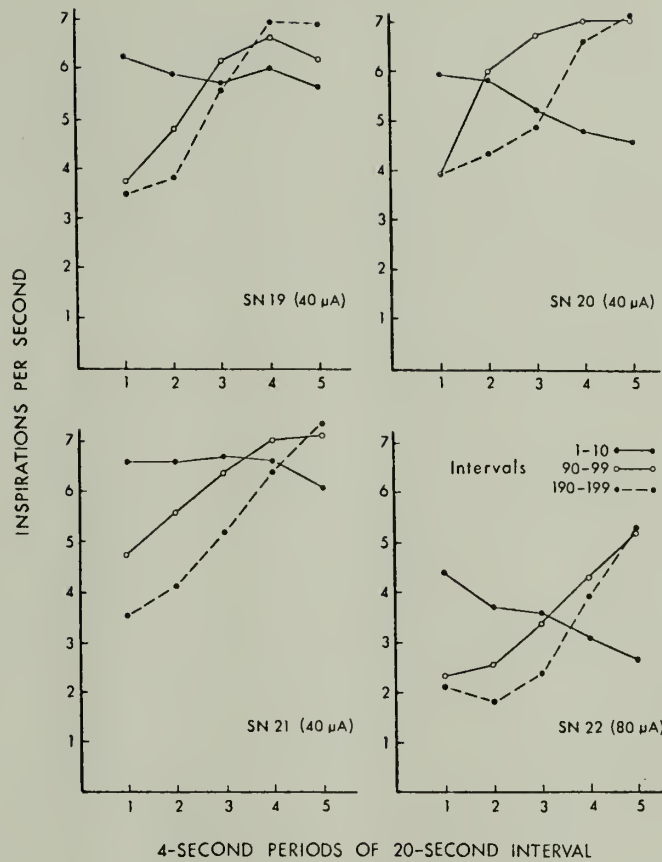 INSPIRATIONS PER SECOND
7
6
5
4
3
2
1
1 2 3 4 5
SN 19 (40 µA)
7
6
5
4
3
2
1
1 2 3 4 5
SN 20 (40 µA)
7
6
5
4
3
2
1
1 2 3 4 5
SN 21 (40 µA)
7
6
5
4
3
2
1
1 2 3 4 5
Intervals
1-10
90-99
190-199
SN 22 (80 µA)
4-SECOND PERIODS OF 20-SECOND INTERVAL